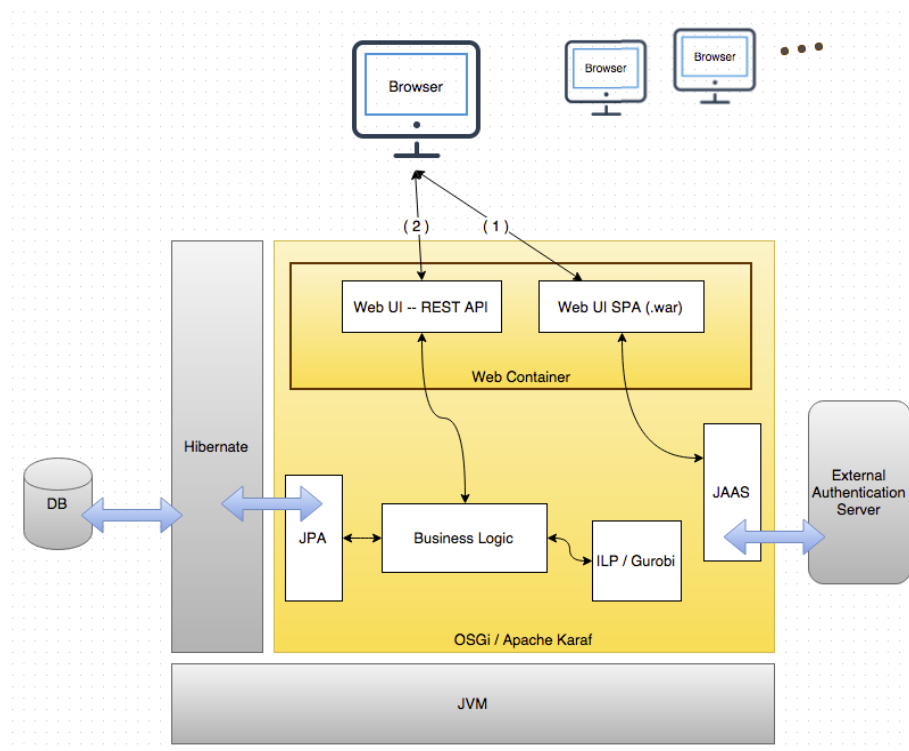 Browser
Browser
Browser
( 2 )
( 1 )
Web UI -- REST API
Web UI SPA (.war)
Web Container
Hibernate
DB
JPA
Business Logic
ILP / Gurobi
JAAS
External
Authentication
Server
OSGi / Apache Karaf
JVM